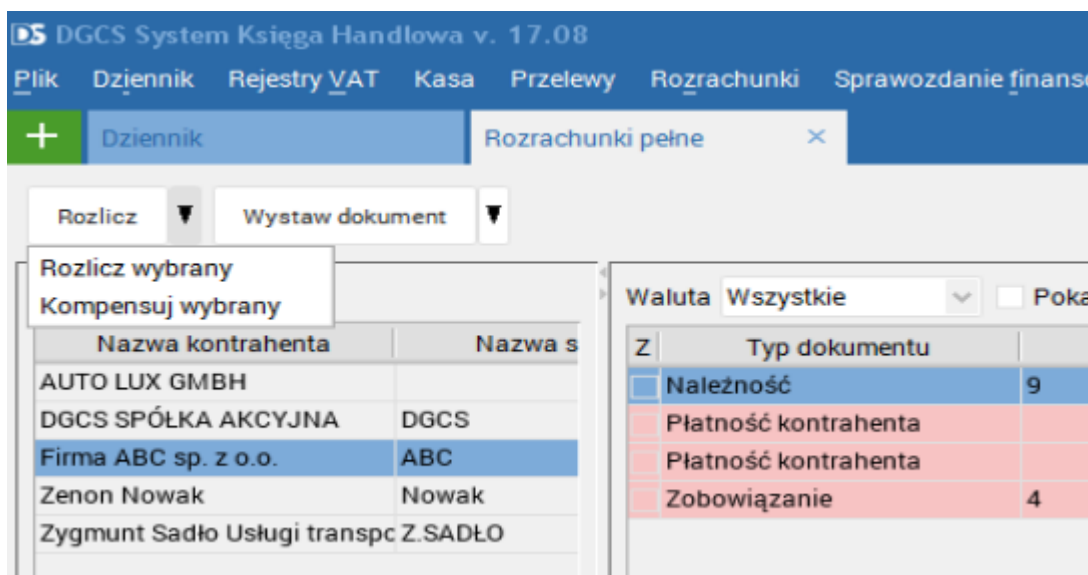 DS DGCS System Księga Handlowa v. 17.08
Plik Dziennik Rejestry VAT Kasa Przelewy Rozrachunki Sprawozdanie finanso
+ Dziennik Rozrachunki pełne ×
Rozlicz ▼ Wystaw dokument ▼
Rozlicz wybrany
Kompensuj wybrany
Waluta Wszystkie Poka
Nazwa kontrahenta Nazwa s
AUTO LUX GMBH
DGCS SPÓŁKA AKCYJNA DGCS
Firma ABC sp. z o.o. ABC
Zenon Nowak Nowak
Zygmunt Sadło Usługi transpo Z.SADŁO
Z Typ dokumentu
Należność 9
Płatność kontrahenta
Płatność kontrahenta
Zobowiązanie 4